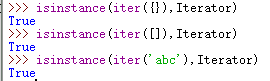 >>> isinstance(iter({}),Iterator)
True
>>> isinstance(iter([]),Iterator)
True
>>> isinstance(iter('abc'),Iterator)
True